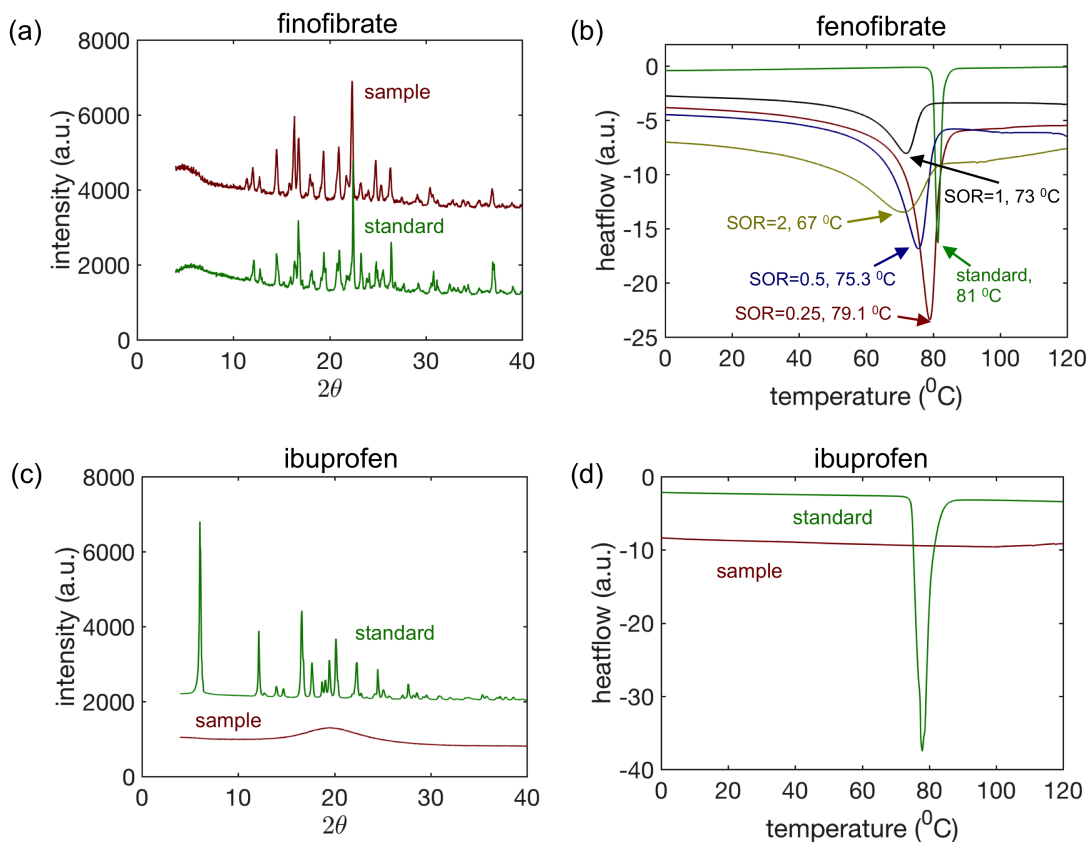 (a)
finofibrate
8000
6000
4000
2000
0
intensity (a.u.)
sample
standard
0 10 20 30 40
2θ
(b)
fenofibrate
0
-5
-10
-15
-20
-25
heatflow (a.u.)
SOR=1, 73 ⁰C
SOR=2, 67 ⁰C
SOR=0.5, 75.3 ⁰C
standard,
81 ⁰C
SOR=0.25, 79.1 ⁰C
0 20 40 60 80 100 120
temperature (⁰C)
(c)
ibuprofen
8000
6000
4000
2000
0
intensity (a.u.)
standard
sample
0 10 20 30 40
2θ
(d)
ibuprofen
0
-10
-20
-30
-40
heatflow (a.u.)
standard
sample
0 20 40 60 80 100 120
temperature (⁰C)